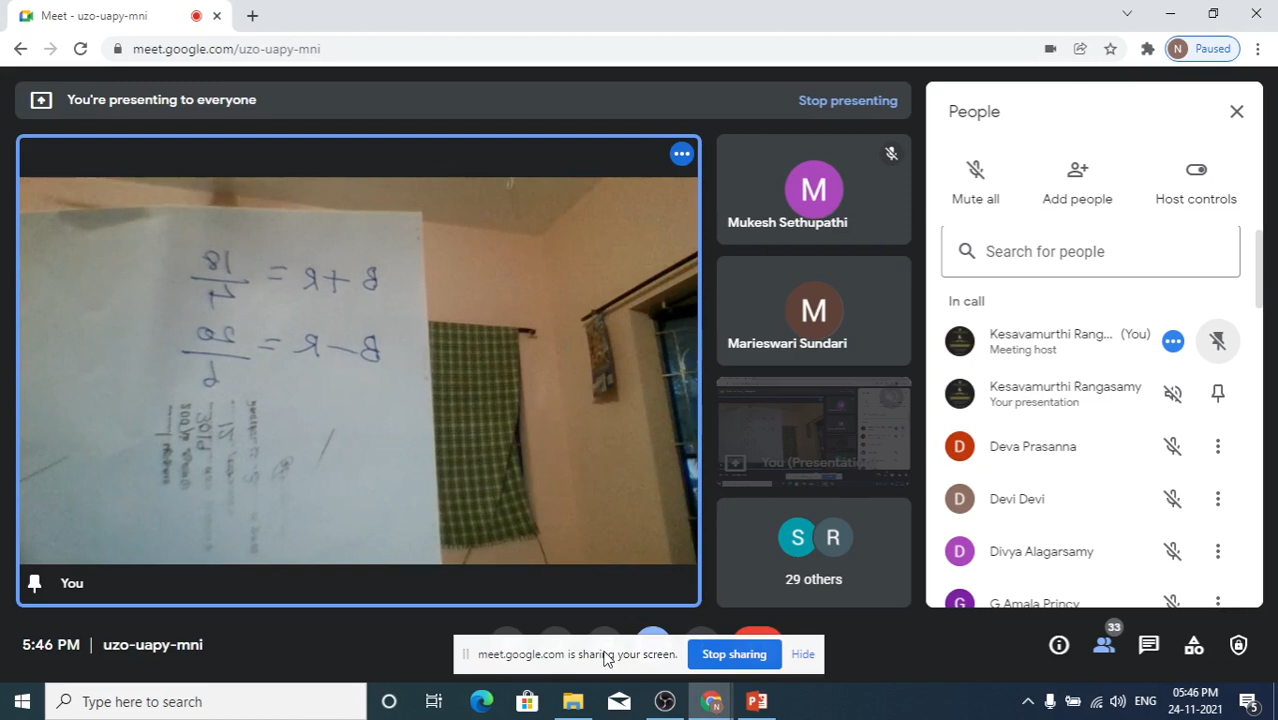 Meet - uzo-uapy-mni
meet.google.com/uzo-uapy-mni
N Paused
You're presenting to everyone
Stop presenting
B + R = 18/7
B - R = 20/6
You
M
Mukesh Sethupathi
M
Marieswari Sundari
You (Presentation)
S R
29 others
People
Mute all
Add people
Host controls
Search for people
In call
Kesavamurthi Rang... (You)
Meeting host
Kesavamurthi Rangasamy
Your presentation
D Deva Prasanna
D Devi Devi
D Divya Alagarsamy
G G Amala Princy
5:46 PM | uzo-uapy-mni
meet.google.com is sharing your screen.
Stop sharing
Hide
33
Type here to search
ENG
05:46 PM
24-11-2021
5